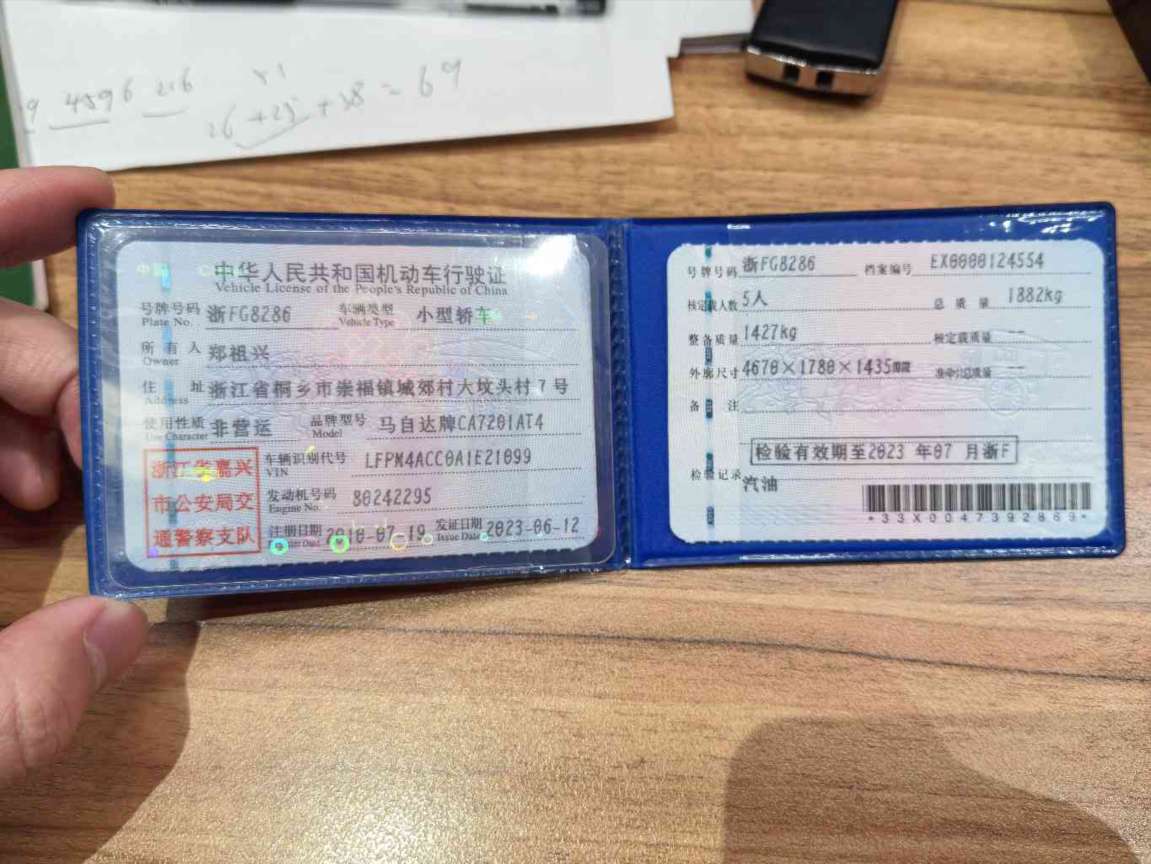 4596 216
26+25+38=69
中华人民共和国机动车行驶证
Vehicle License of the People's Republic of China
号牌号码 浙FG8286 车辆类型 小型轿车
Plate No. Vehicle Type
所有人 郑祖兴
Owner
住址 浙江省桐乡市崇福镇城郊村大坟头村7号
Address
使用性质 非营运 品牌型号 马自达牌CA7201AT4
Use Character Model
浙江省嘉兴
市公安局交
通警察支队
车辆识别代号 LFPM4ACC0A1E21099
VIN
发动机号码 80242295
Engine No.
注册日期 2010-07-19 发证日期 2023-06-12
Issue Date
号牌号码 浙FG8286 档案编号 EX0000124554
核定载人数 5人 总质量 1882kg
整备质量 1427kg 核定载质量 --
外廓尺寸 4670×1780×1435mm 准牵引总质量 --
备注
检验有效期至2023年07月浙F
检验记录
汽油
*33X0047392869*